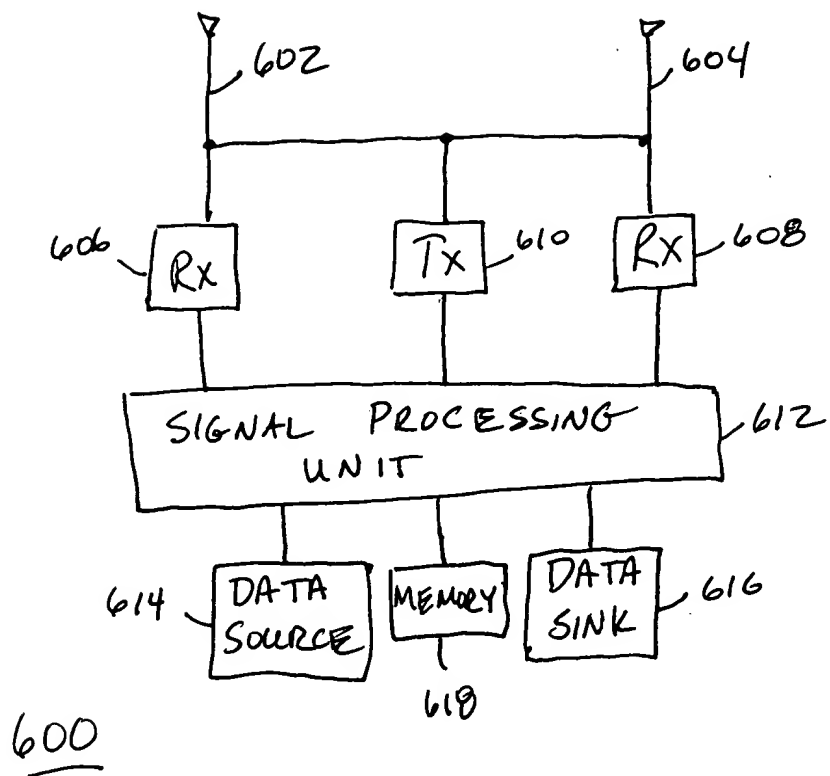 602
604
606
Rx
Tx
610
Rx
608
SIGNAL PROCESSING
UNIT
612
614
DATA
SOURCE
MEMORY
DATA
SINK
616
618
600